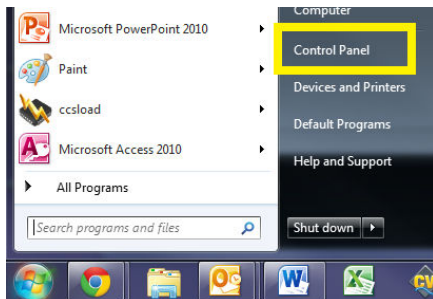 Microsoft PowerPoint 2010
Paint
ccsload
Microsoft Access 2010
All Programs
Search programs and files
Computer
Control Panel
Devices and Printers
Default Programs
Help and Support
Shut down